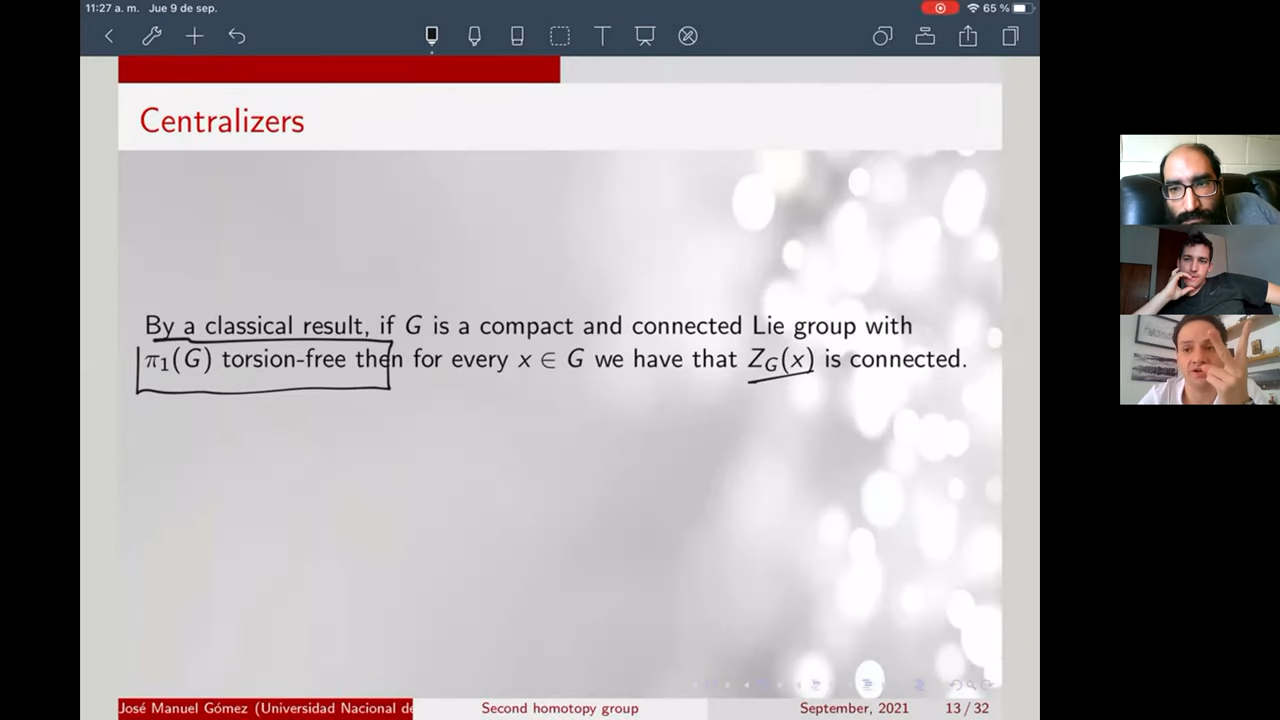 11:27 a. m. Jue 9 de sep.
65 %
T
Centralizers
By a classical result, if G is a compact and connected Lie group with
π₁(G) torsion-free then for every x ∈ G we have that Z_G(x) is connected.
José Manuel Gómez (Universidad Nacional de
Second homotopy group
September, 2021
13 / 32